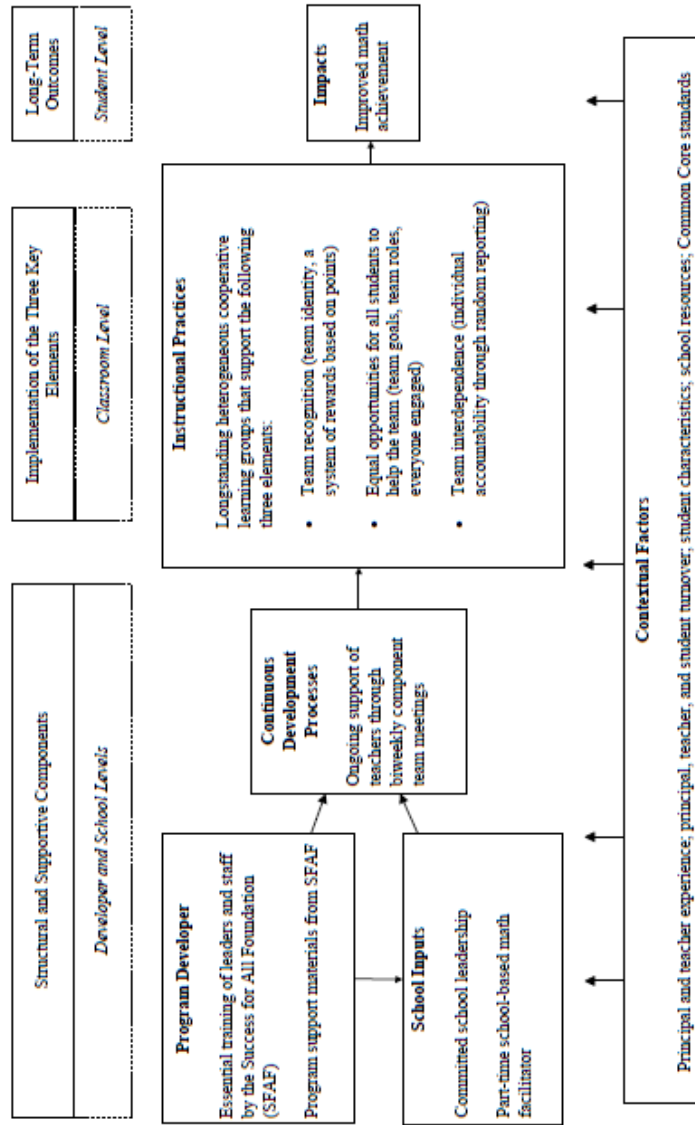 Structural and Supportive Components
Developer and School Levels
Implementation of the Three Key
Elements
Classroom Level
Long-Term
Outcomes
Student Level
Program Developer
Essential training of leaders and staff
by the Success for All Foundation
(SFAF)
Program support materials from SFAF
School Inputs
Committed school leadership
Part-time school-based math
facilitator
Continuous
Development
Processes
Ongoing support of
teachers through
biweekly component
team meetings
Instructional Practices
Longstanding heterogeneous cooperative
learning groups that support the following
three elements:
• Team recognition (team identity, a
system of rewards based on points)
• Equal opportunities for all students to
help the team (team goals, team roles,
everyone engaged)
• Team interdependence (individual
accountability through random reporting)
Impacts
Improved math
achievement
Contextual Factors
Principal and teacher experience; principal, teacher, and student turnover; student characteristics; school resources; Common Core standards